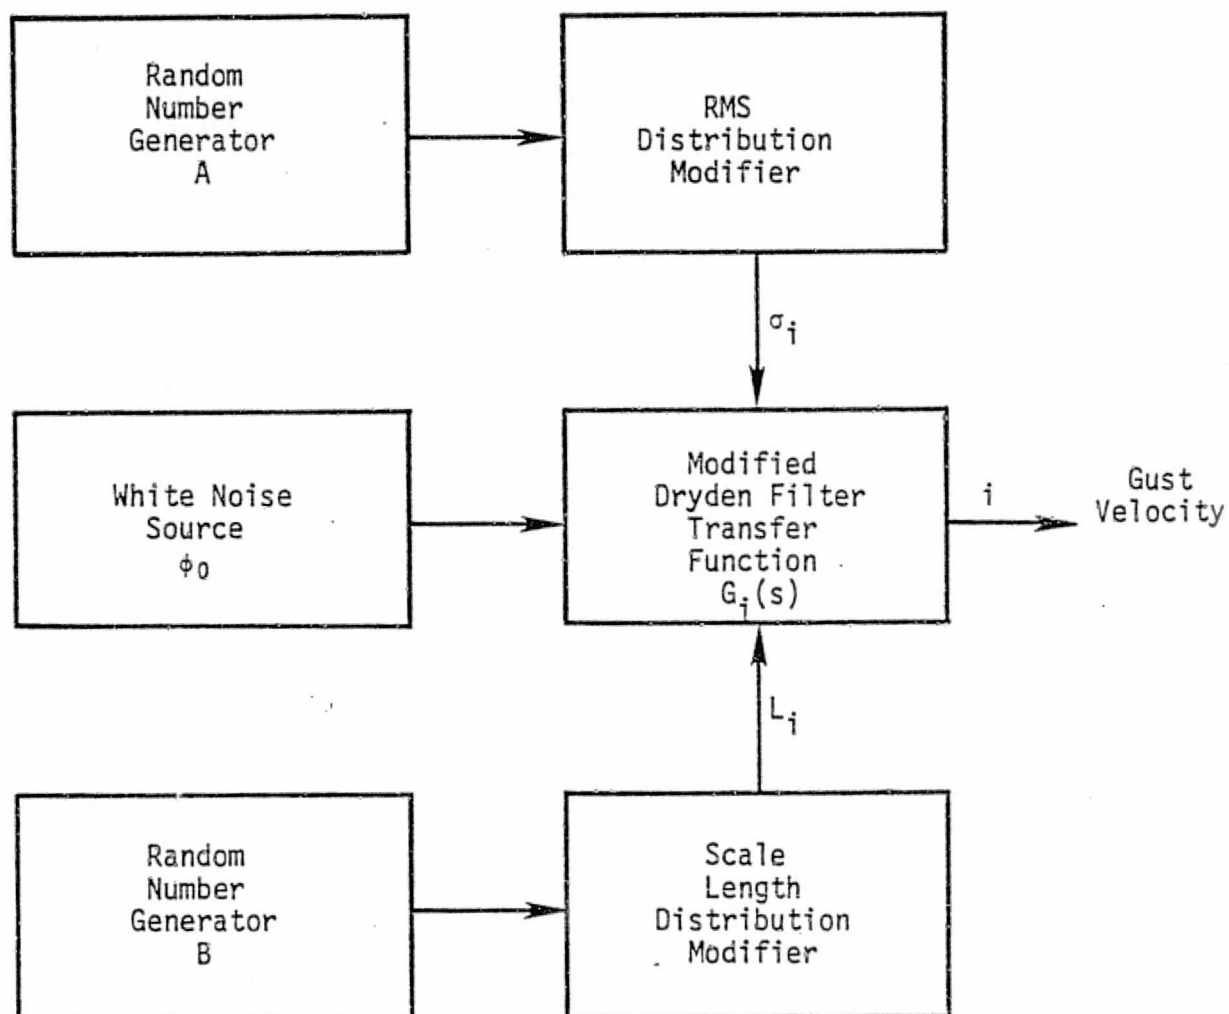 Random
Number
Generator
A
RMS
Distribution
Modifier
σi
White Noise
Source
ϕ0
Modified
Dryden Filter
Transfer
Function
Gi(s)
i
Gust
Velocity
Li
Random
Number
Generator
B
Scale
Length
Distribution
Modifier